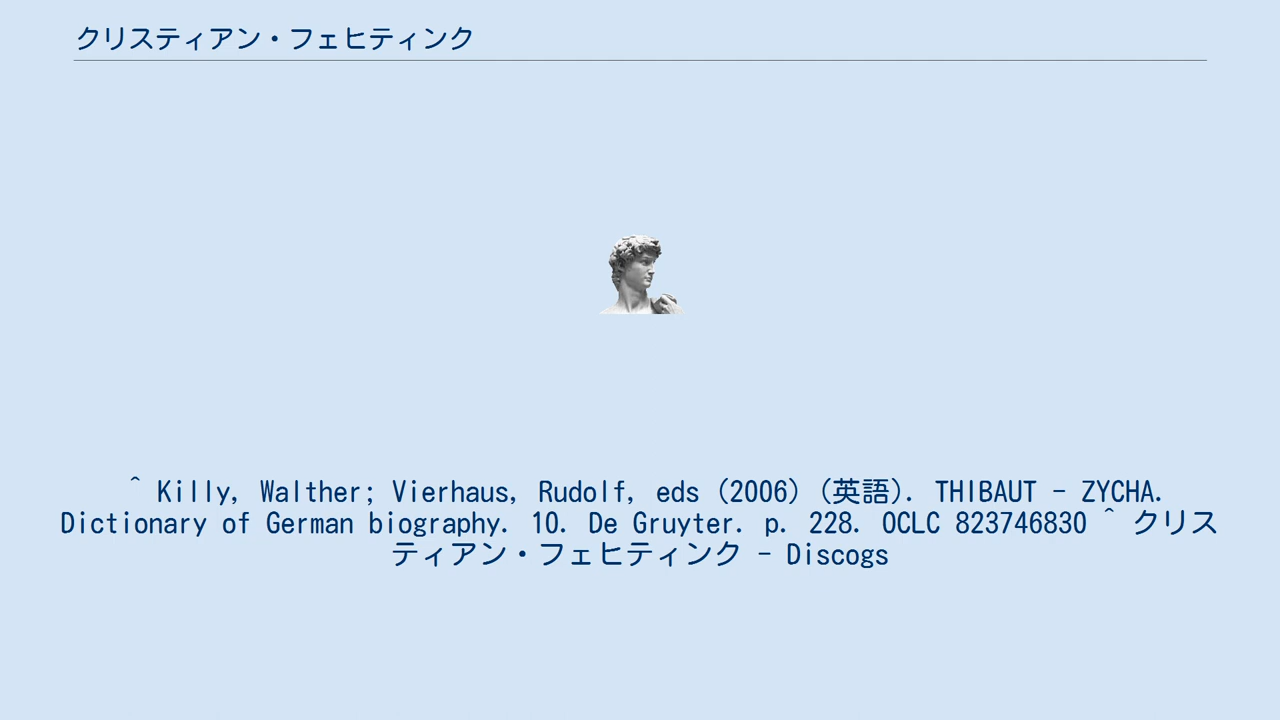 クリスティアン・フェヒティンク
^ Killy, Walther; Vierhaus, Rudolf, eds (2006) (英語). THIBAUT – ZYCHA.
Dictionary of German biography. 10. De Gruyter. p. 228. OCLC 823746830 ^ クリス
ティアン・フェヒティンク - Discogs